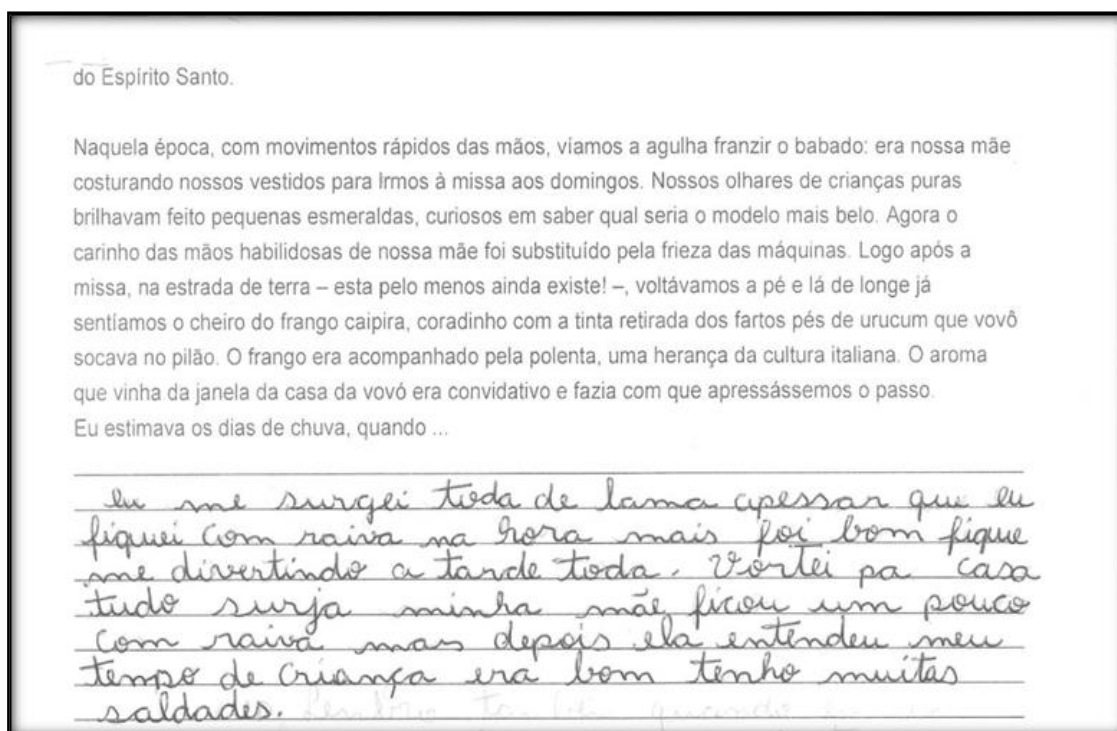 do Espírito Santo.
Naquela época, com movimentos rápidos das mãos, víamos a agulha franzir o babado: era nossa mãe
costurando nossos vestidos para Irmos à missa aos domingos. Nossos olhares de crianças puras
brilhavam feito pequenas esmeraldas, curiosos em saber qual seria o modelo mais belo. Agora o
carinho das mãos habilidosas de nossa mãe foi substituído pela frieza das máquinas. Logo após a
missa, na estrada de terra – esta pelo menos ainda existe! –, voltávamos a pé e lá de longe já
sentíamos o cheiro do frango caipira, coradinho com a tinta retirada dos fartos pés de urucum que vovô
socava no pilão. O frango era acompanhado pela polenta, uma herança da cultura italiana. O aroma
que vinha da janela da casa da vovó era convidativo e fazia com que apressássemos o passo.
Eu estimava os dias de chuva, quando ...
eu me surgei toda de lama apessar que eu
fiquei com raiva na hora mais foi bom fique
me divertindo a tarde toda. Vortei pa casa
tudo surja minha mãe ficou um pouco
com raiva mas depois ela entendeu meu
tempo de criança era bom tenho muitas
saldades.